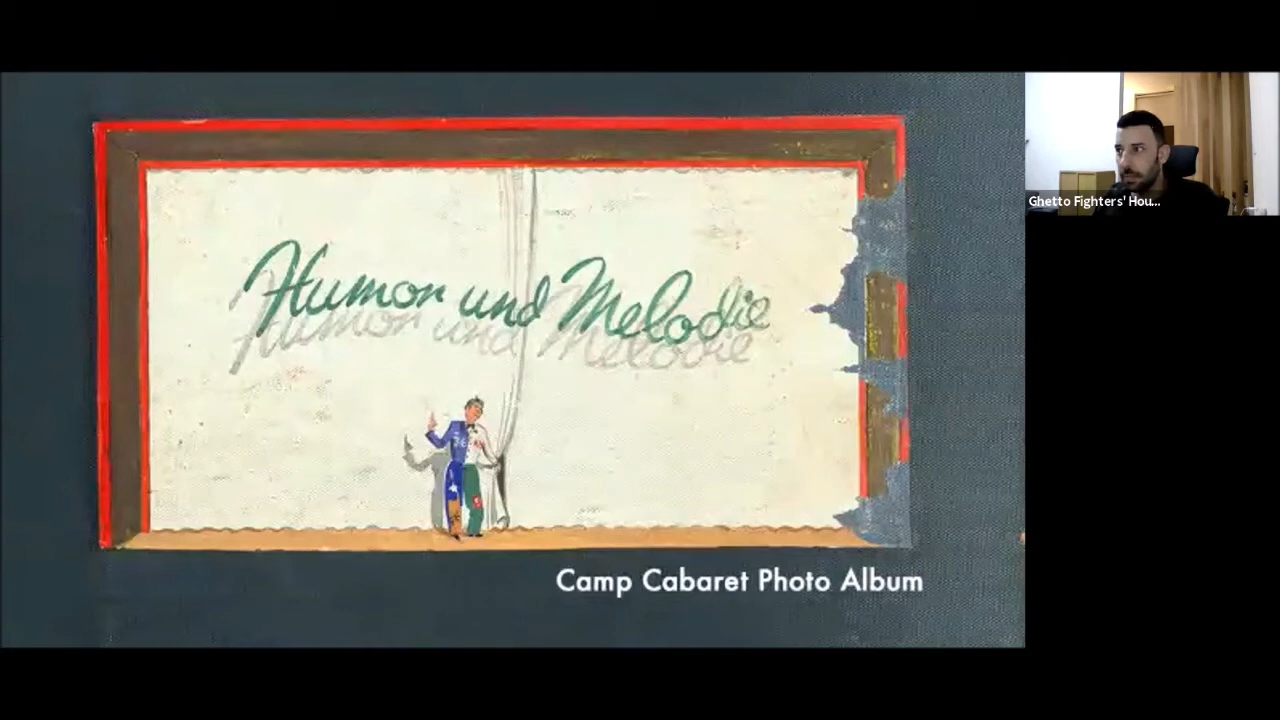 Humor und Melodie
Camp Cabaret Photo Album
Ghetto Fighters' Hou...